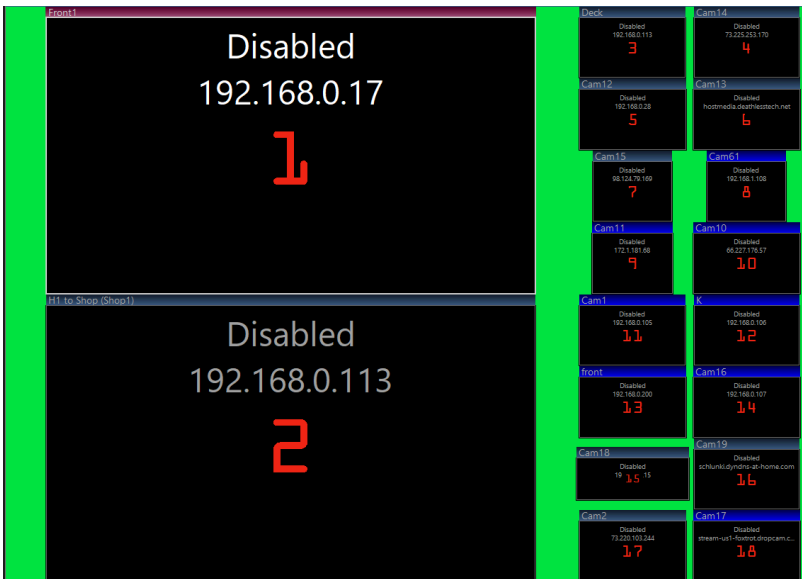 Front1
Disabled
192.168.0.17
1
H1 to Shop (Shop1)
Disabled
192.168.0.113
2
Deck
Disabled
192.168.0.113
3
Cam14
Disabled
73.225.253.170
4
Cam12
Disabled
192.168.0.28
5
Cam13
Disabled
hostmedia.deathlesstech.net
6
Cam15
Disabled
98.124.79.169
7
Cam61
Disabled
192.168.1.108
8
Cam11
Disabled
172.1.181.68
9
Cam10
Disabled
66.227.176.57
10
Cam1
Disabled
192.168.0.105
11
K
Disabled
192.168.0.106
12
front
Disabled
192.168.0.200
13
Cam16
Disabled
192.168.0.107
14
Cam18
Disabled
19 15 15
Cam19
Disabled
schlunki.dyndns-at-home.com
16
Cam2
Disabled
73.220.103.244
17
Cam17
Disabled
stream-us1-foxtrot.dropcam.c...
18